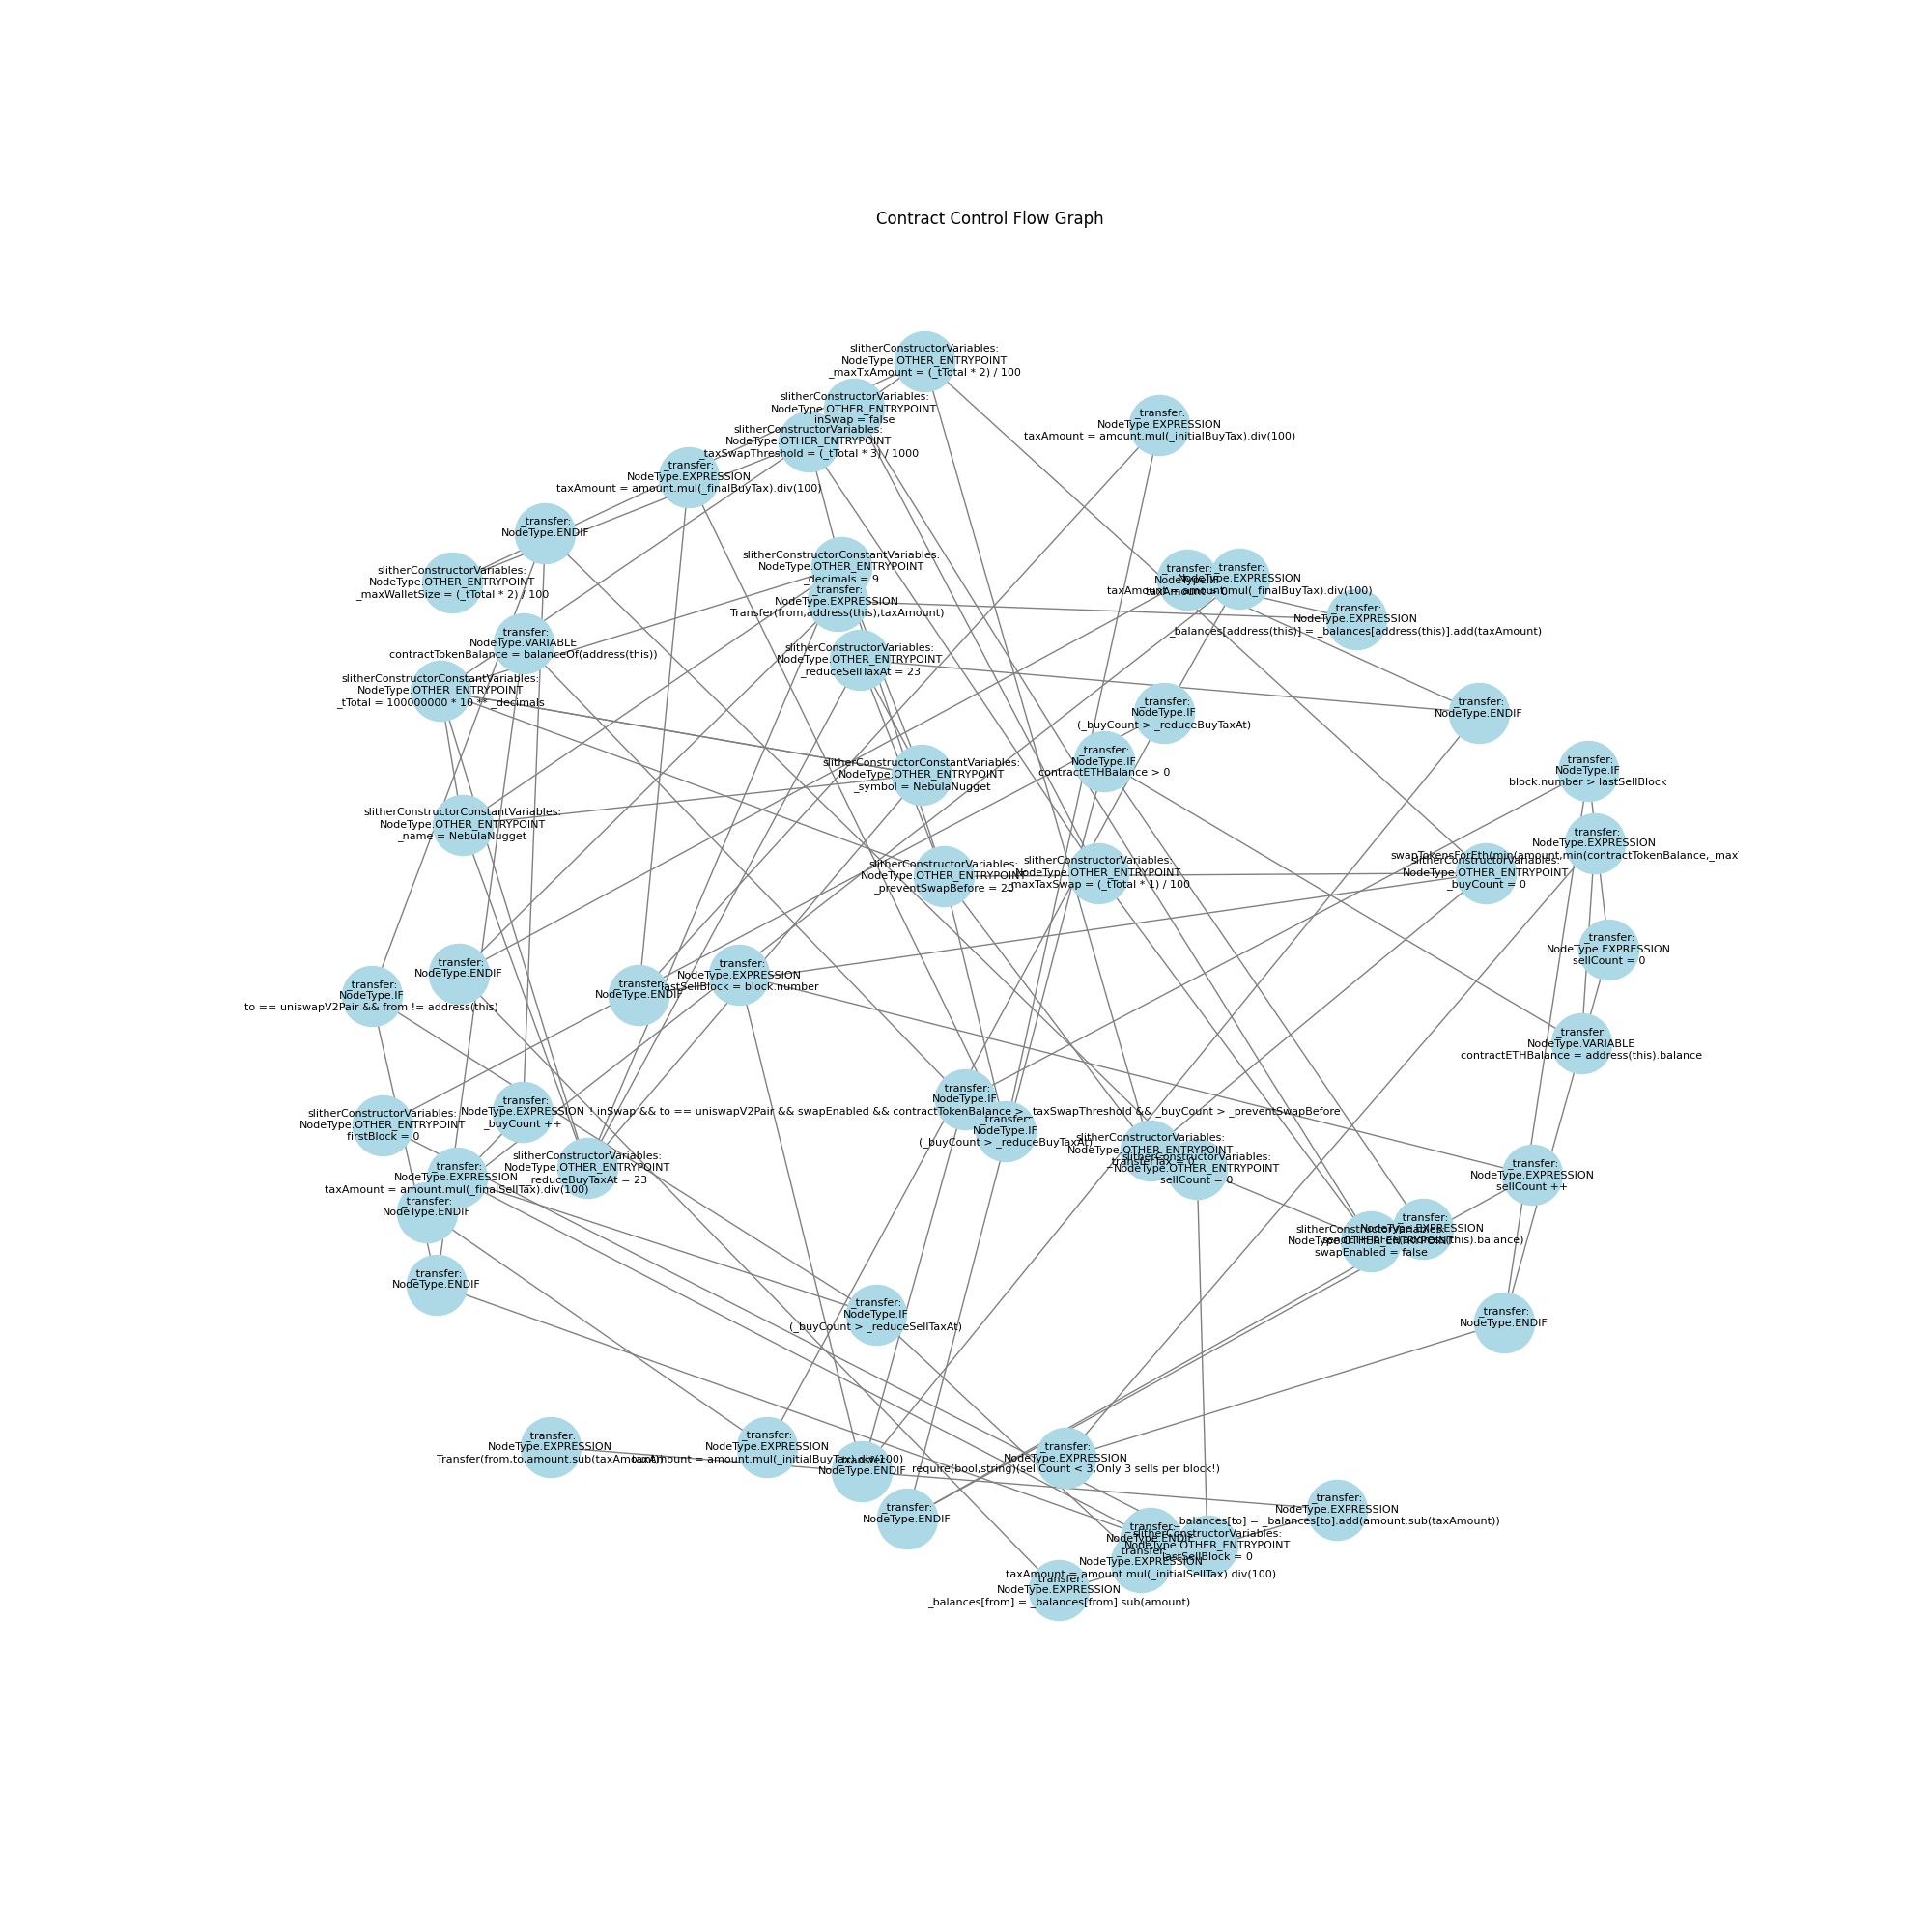 Contract Control Flow Graph
slitherConstructorVariables:
NodeType.OTHER_ENTRYPOINT
_maxTxAmount = (_tTotal * 2) / 100
slitherConstructorVariables:
NodeType.OTHER_ENTRYPOINT
inSwap = false
_transfer:
NodeType.EXPRESSION
taxAmount = amount.mul(_initialBuyTax).div(100)
slitherConstructorVariables:
NodeType.OTHER_ENTRYPOINT
_taxSwapThreshold = (_tTotal * 3) / 1000
_transfer:
NodeType.EXPRESSION
taxAmount = amount.mul(_finalBuyTax).div(100)
_transfer:
NodeType.ENDIF
slitherConstructorVariables:
NodeType.OTHER_ENTRYPOINT
_maxWalletSize = (_tTotal * 2) / 100
slitherConstructorConstantVariables:
NodeType.OTHER_ENTRYPOINT
_decimals = 9
_transfer:
NodeType.EXPRESSION
Transfer(from,address(this),taxAmount)
_transfer:
NodeType.IF
taxAmount > 0
_transfer:
NodeType.EXPRESSION
taxAmount = amount.mul(_finalBuyTax).div(100)
_transfer:
NodeType.EXPRESSION
_balances[address(this)] = _balances[address(this)].add(taxAmount)
_transfer:
NodeType.VARIABLE
contractTokenBalance = balanceOf(address(this))
slitherConstructorVariables:
NodeType.OTHER_ENTRYPOINT
_reduceSellTaxAt = 23
slitherConstructorConstantVariables:
NodeType.OTHER_ENTRYPOINT
_tTotal = 100000000 * 10 ** _decimals
_transfer:
NodeType.IF
(_buyCount > _reduceBuyTaxAt)
_transfer:
NodeType.ENDIF
_transfer:
NodeType.IF
contractETHBalance > 0
slitherConstructorConstantVariables:
NodeType.OTHER_ENTRYPOINT
_symbol = NebulaNugget
_transfer:
NodeType.IF
block.number > lastSellBlock
slitherConstructorConstantVariables:
NodeType.OTHER_ENTRYPOINT
_name = NebulaNugget
_transfer:
NodeType.EXPRESSION
swapTokensForEth(min(amount,min(contractTokenBalance,_max
slitherConstructorVariables:
NodeType.OTHER_ENTRYPOINT
_preventSwapBefore = 20
slitherConstructorVariables:
NodeType.OTHER_ENTRYPOINT
_maxTaxSwap = (_tTotal * 1) / 100
slitherConstructorVariables:
NodeType.OTHER_ENTRYPOINT
_buyCount = 0
_transfer:
NodeType.EXPRESSION
sellCount = 0
_transfer:
NodeType.ENDIF
_transfer:
NodeType.IF
to == uniswapV2Pair && from != address(this)
_transfer:
NodeType.ENDIF
_transfer:
NodeType.EXPRESSION
lastSellBlock = block.number
_transfer:
NodeType.VARIABLE
contractETHBalance = address(this).balance
slitherConstructorVariables:
NodeType.OTHER_ENTRYPOINT
firstBlock = 0
_transfer:
NodeType.EXPRESSION
_buyCount ++
_transfer:
NodeType.IF
! inSwap && to == uniswapV2Pair && swapEnabled && contractTokenBalance > _taxSwapThreshold && _buyCount > _preventSwapBefore
_transfer:
NodeType.IF
(_buyCount > _reduceBuyTaxAt)
slitherConstructorVariables:
NodeType.OTHER_ENTRYPOINT
_transferTax = 0
slitherConstructorVariables:
NodeType.OTHER_ENTRYPOINT
sellCount = 0
_transfer:
NodeType.EXPRESSION
taxAmount = amount.mul(_finalSellTax).div(100)
slitherConstructorVariables:
NodeType.OTHER_ENTRYPOINT
_reduceBuyTaxAt = 23
_transfer:
NodeType.EXPRESSION
sellCount ++
_transfer:
NodeType.ENDIF
slitherConstructorVariables:
NodeType.OTHER_ENTRYPOINT
swapEnabled = false
_transfer:
NodeType.EXPRESSION
sendETHToFee(address(this).balance)
_transfer:
NodeType.ENDIF
_transfer:
NodeType.IF
(_buyCount > _reduceSellTaxAt)
_transfer:
NodeType.ENDIF
_transfer:
NodeType.EXPRESSION
Transfer(from,to,amount.sub(taxAmount))
_transfer:
NodeType.EXPRESSION
taxAmount = amount.mul(_initialBuyTax).div(100)
_transfer:
NodeType.ENDIF
_transfer:
NodeType.EXPRESSION
require(bool,string)(sellCount < 3,Only 3 sells per block!)
_transfer:
NodeType.ENDIF
_transfer:
NodeType.EXPRESSION
_balances[to] = _balances[to].add(amount.sub(taxAmount))
_transfer:
NodeType.ENDIF
slitherConstructorVariables:
NodeType.OTHER_ENTRYPOINT
lastSellBlock = 0
_transfer:
NodeType.EXPRESSION
taxAmount = amount.mul(_initialSellTax).div(100)
_transfer:
NodeType.EXPRESSION
_balances[from] = _balances[from].sub(amount)